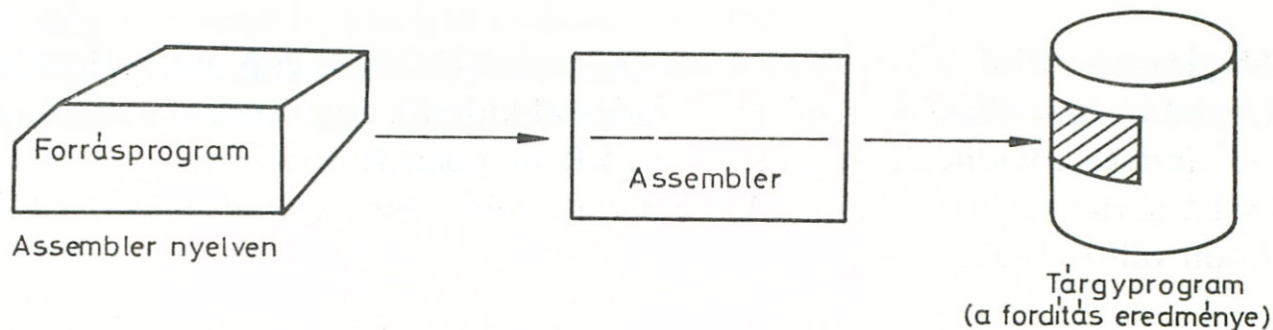 Forrásprogram
Assembler nyelven
Assembler
Tárgyprogram
(a fordítás eredménye)